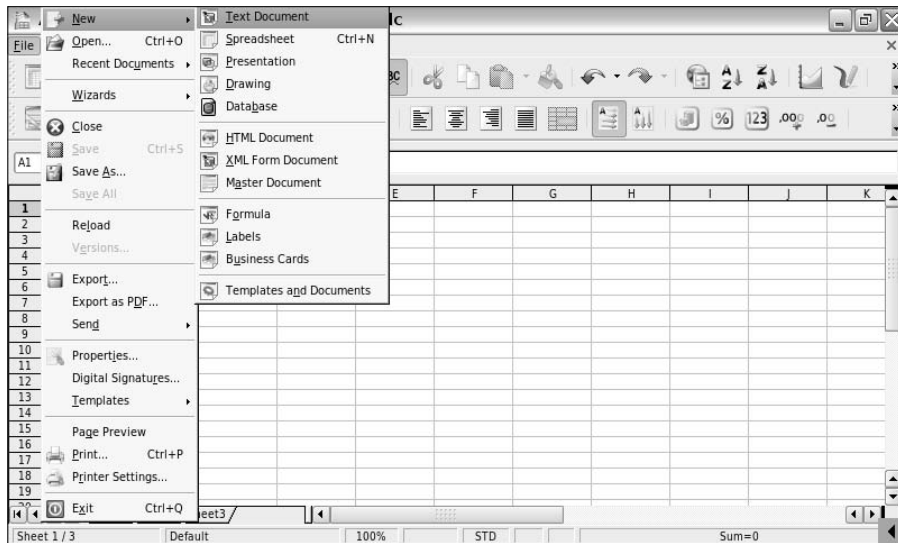 lc
File
New
Open... Ctrl+O
Recent Documents
Wizards
Close
Save Ctrl+S
Save As...
Save All
Reload
Versions...
Export...
Export as PDF...
Send
Properties...
Digital Signatures...
Templates
Page Preview
Print... Ctrl+P
Printer Settings...
Exit Ctrl+Q
Text Document
Spreadsheet Ctrl+N
Presentation
Drawing
Database
HTML Document
XML Form Document
Master Document
Formula
Labels
Business Cards
Templates and Documents
A1
E F G H I J K
1
2
3
4
5
6
7
8
9
10
11
12
13
14
15
16
17
18
19
eet3
Sheet 1 / 3 Default 100% STD Sum=0